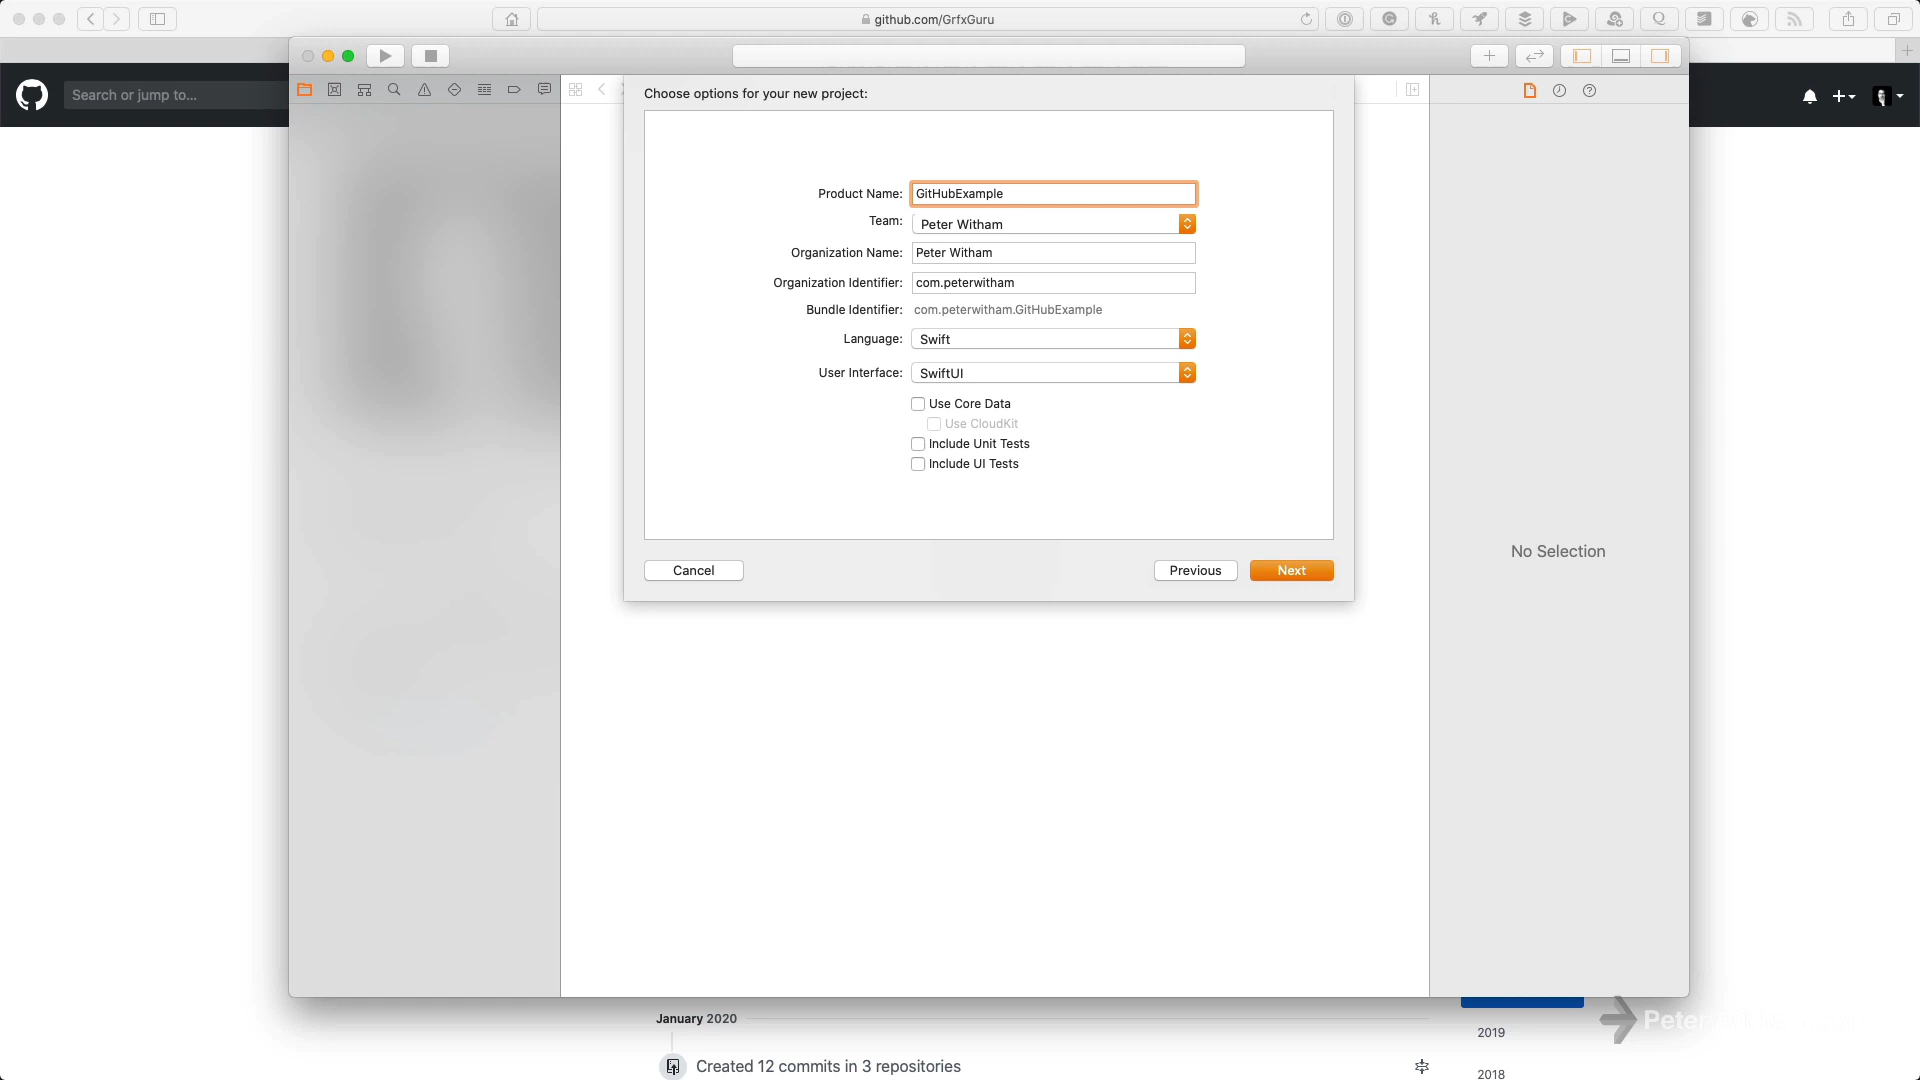 github.com/GrfxGuru
Search or jump to...
Choose options for your new project:
Product Name: GitHubExample
Team: Peter Witham
Organization Name: Peter Witham
Organization Identifier: com.peterwitham
Bundle Identifier: com.peterwitham.GitHubExample
Language: Swift
User Interface: SwiftUI
Use Core Data
Use CloudKit
Include Unit Tests
Include UI Tests
Cancel
Previous
Next
No Selection
January 2020
2019
Peter
Created 12 commits in 3 repositories
2018